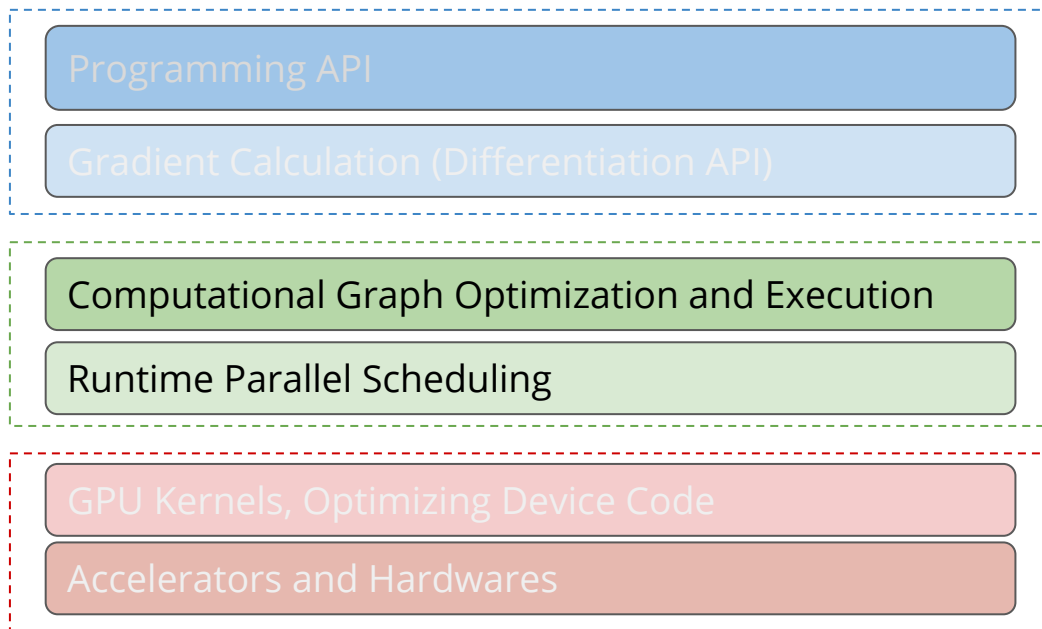 Programming API
Gradient Calculation (Differentiation API)
Computational Graph Optimization and Execution
Runtime Parallel Scheduling
GPU Kernels, Optimizing Device Code
Accelerators and Hardwares